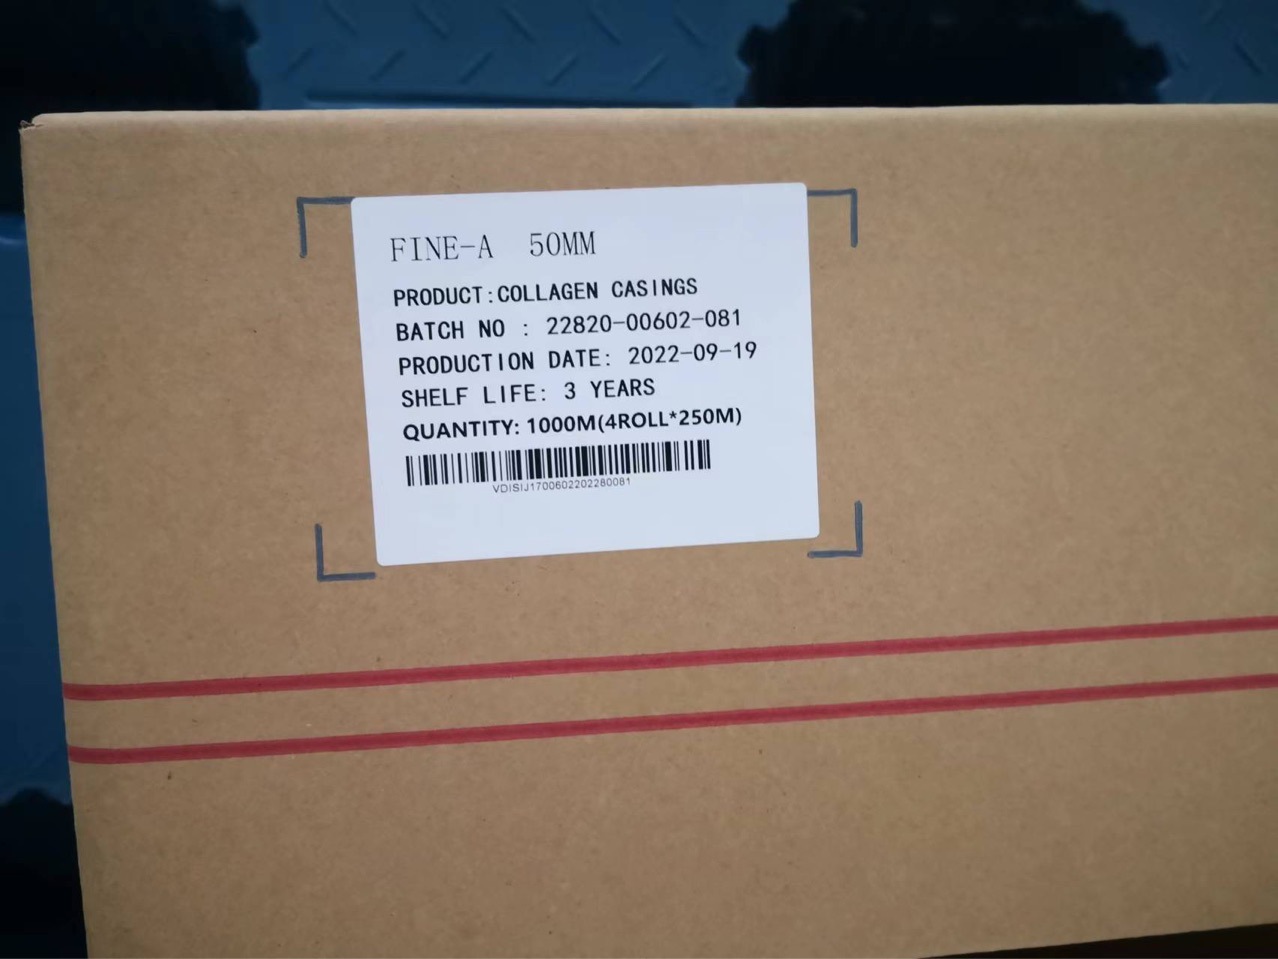 FINE-A 50MM
PRODUCT:COLLAGEN CASINGS
BATCH NO : 22820-00602-081
PRODUCTION DATE: 2022-09-19
SHELF LIFE: 3 YEARS
QUANTITY: 1000M(4ROLL*250M)
VDISIJ1700602202280081